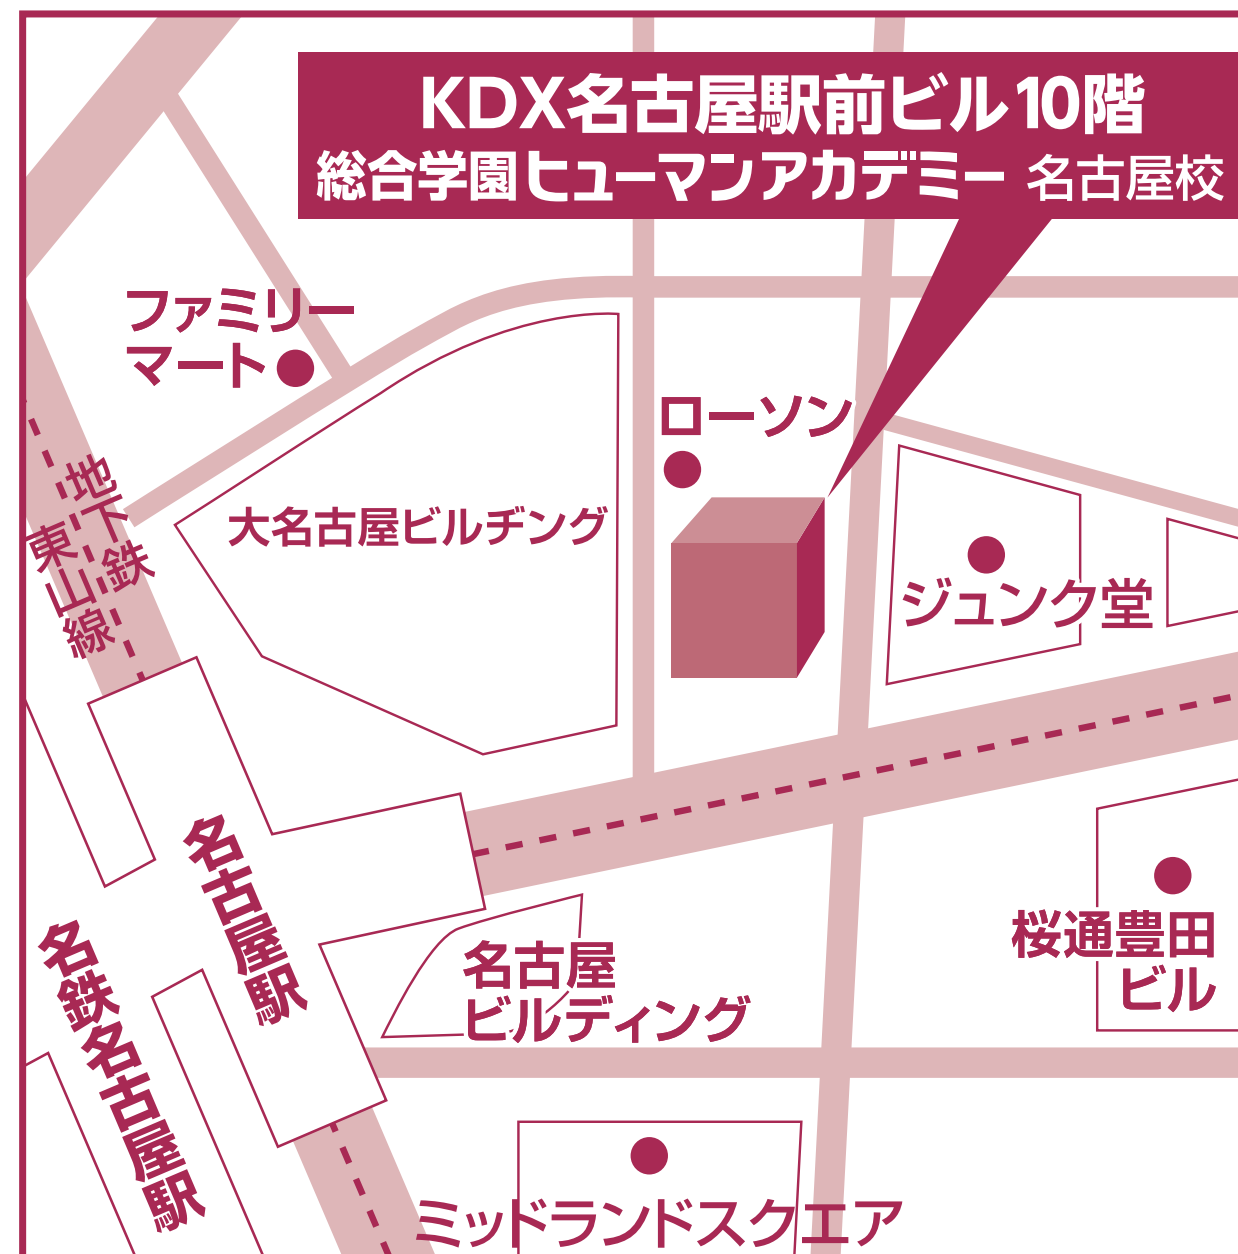 KDX名古屋駅前ビル10階
総合学園ヒューマンアカデミー 名古屋校
ファミリー
マート
ローソン
地下鉄
東山線
大名古屋ビルヂング
ジュンク堂
名古屋駅
名鉄名古屋駅
名古屋
ビルディング
桜通豊田
ビル
ミッドランドスクエア